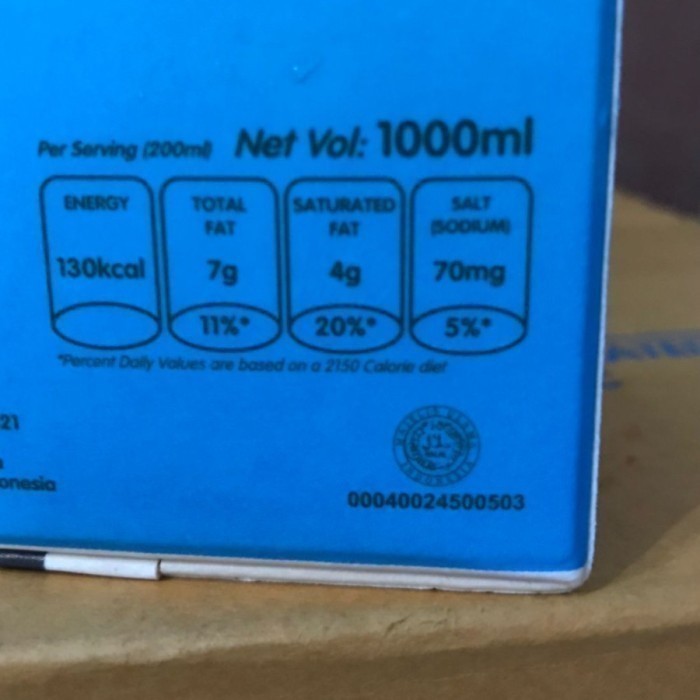 Per Serving (200ml) Net Vol: 1000ml
ENERGY
130kcal
TOTAL
FAT
7g
11%*
SATURATED
FAT
4g
20%*
SALT
(SODIUM)
70mg
5%*
*Percent Daily Values are based on a 2150 Calorie diet
21
onesia
INDONESIA
00040024500503